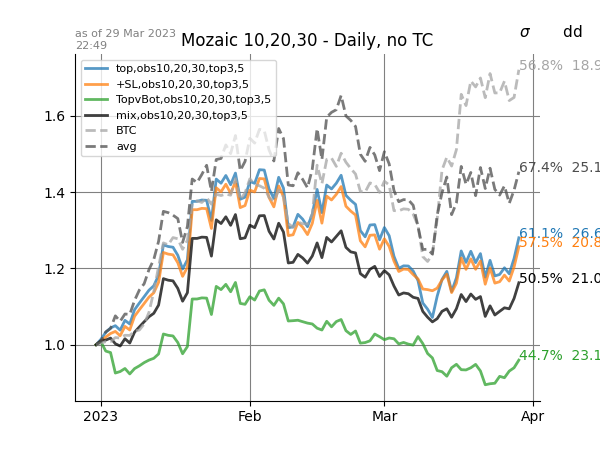 as of 29 Mar 2023
22:49
Mozaic 10,20,30 - Daily, no TC
σ dd
top,obs10,20,30,top3,5
+SL,obs10,20,30,top3,5
TopvBot,obs10,20,30,top3,5
mix,obs10,20,30,top3,5
BTC
avg
56.8% 18.9
67.4% 25.1
61.1% 26.6
57.5% 20.8
50.5% 21.0
44.7% 23.1
1.6
1.4
1.2
1.0
2023 Feb Mar Apr